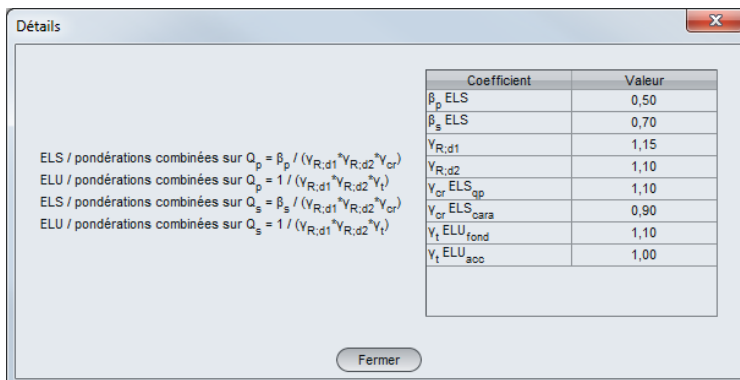 Détails
ELS / pondérations combinées sur Qp = βp / (γR;d1*γR;d2*γcr)
ELU / pondérations combinées sur Qp = 1 / (γR;d1*γR;d2*γt)
ELS / pondérations combinées sur Qs = βs / (γR;d1*γR;d2*γcr)
ELU / pondérations combinées sur Qs = 1 / (γR;d1*γR;d2*γt)
Coefficient Valeur
βp ELS 0,50
βs ELS 0,70
γR;d1 1,15
γR;d2 1,10
γcr ELSqp 1,10
γcr ELScara 0,90
γt ELUfond 1,10
γt ELUacc 1,00
Fermer